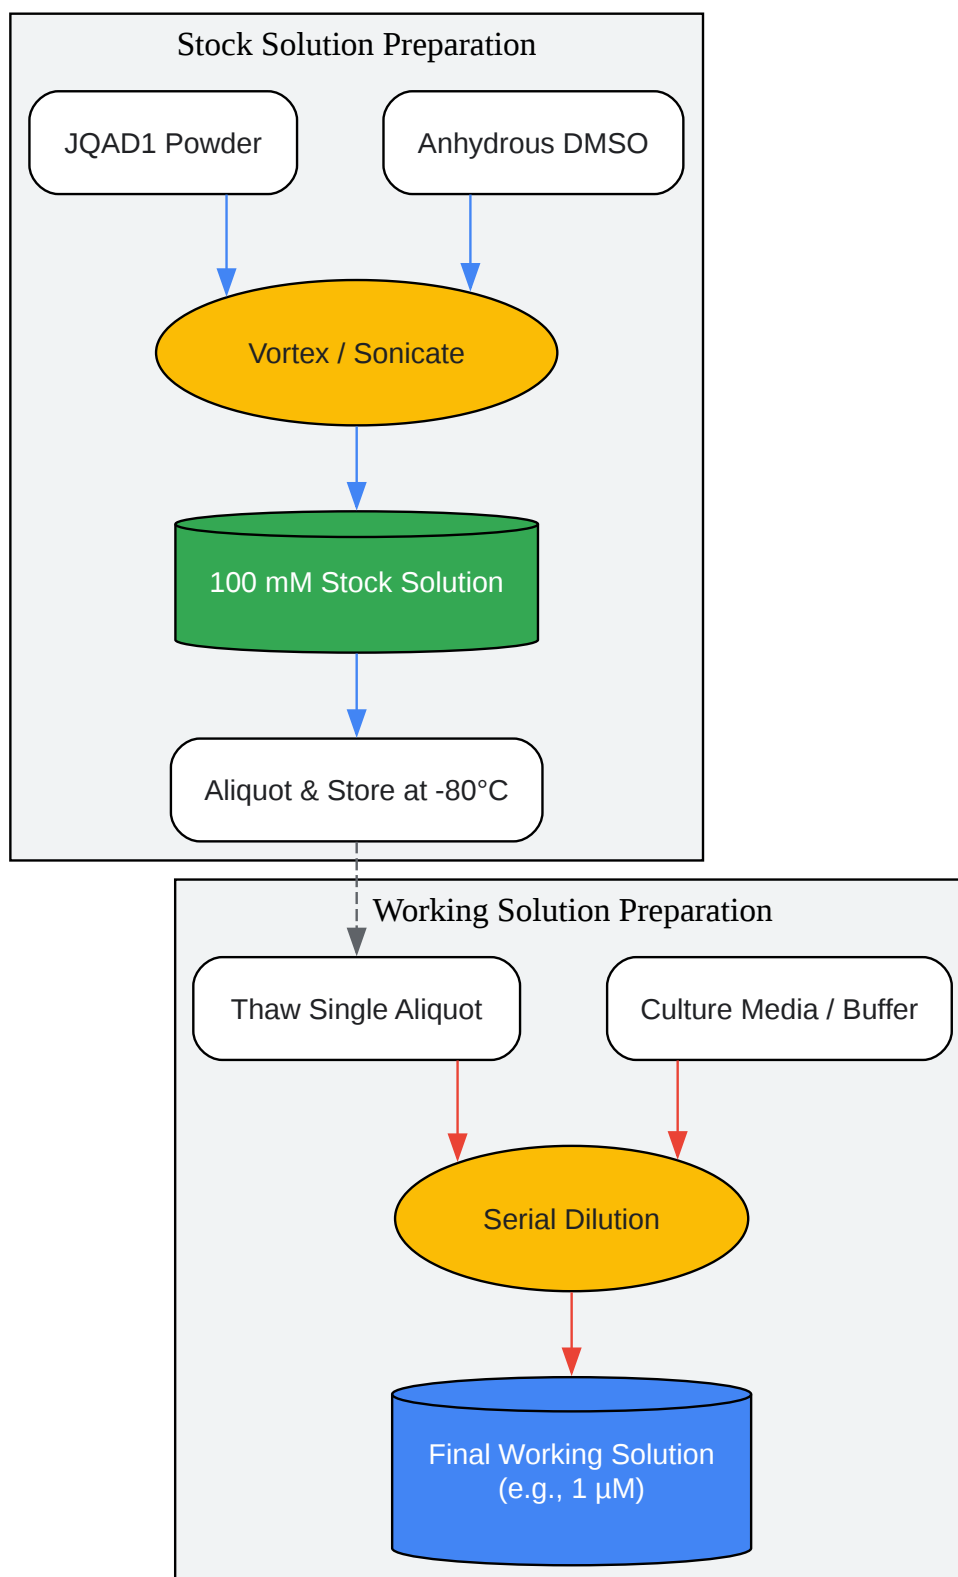 Stock Solution Preparation
JQAD1 Powder
Anhydrous DMSO
Vortex / Sonicate
100 mM Stock Solution
Aliquot & Store at -80°C
Working Solution Preparation
Thaw Single Aliquot
Culture Media / Buffer
Serial Dilution
Final Working Solution
(e.g., 1 µM)